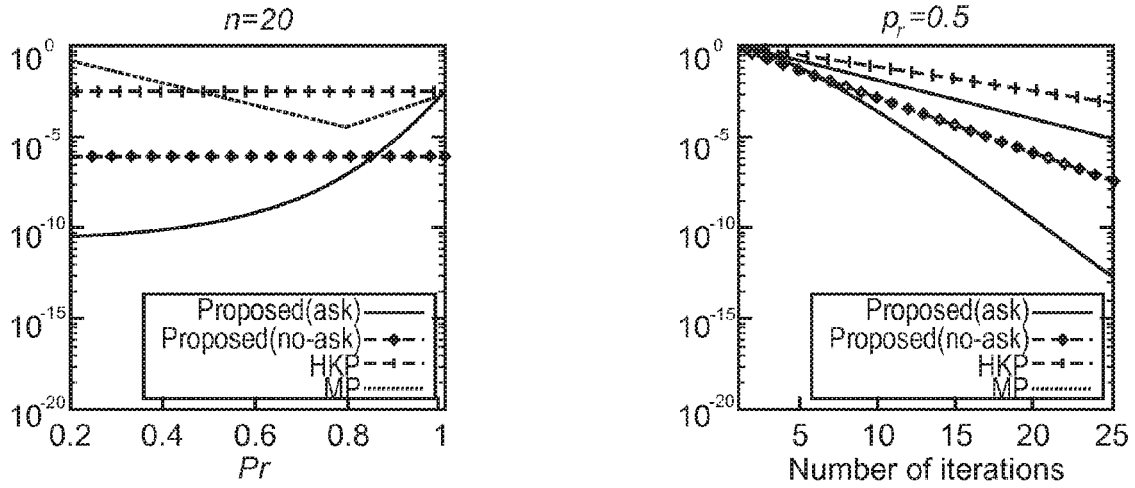 n=20
10^0
10^-5
10^-10
10^-15
10^-20
Proposed(ask)
Proposed(no-ask)
HKP
MP
0.2 0.4 0.6 0.8 1
Pr
p_r=0.5
10^0
10^-5
10^-10
10^-15
10^-20
Proposed(ask)
Proposed(no-ask)
HKP
MP
5 10 15 20 25
Number of iterations